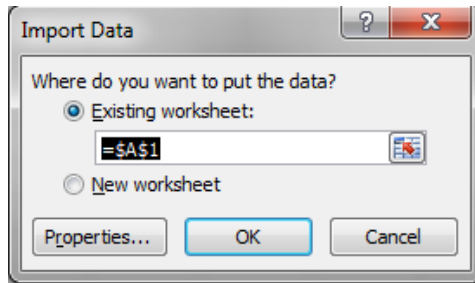 Import Data
Where do you want to put the data?
Existing worksheet:
=$A$1
New worksheet
Properties... OK Cancel